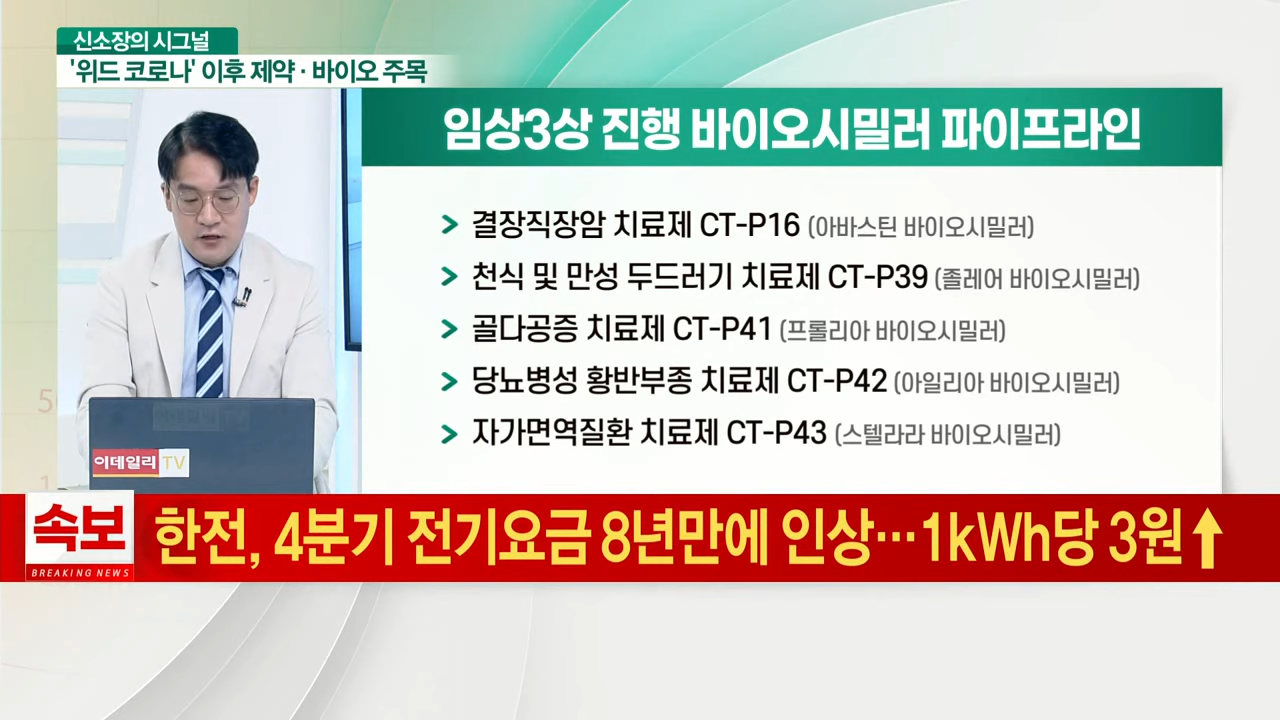 신소장의 시그널
'위드 코로나' 이후 제약·바이오 주목
임상3상 진행 바이오시밀러 파이프라인
> 결장직장암 치료제 CT-P16 (아바스틴 바이오시밀러)
> 천식 및 만성 두드러기 치료제 CT-P39 (졸레어 바이오시밀러)
> 골다공증 치료제 CT-P41 (프롤리아 바이오시밀러)
> 당뇨병성 황반부종 치료제 CT-P42 (아일리아 바이오시밀러)
> 자가면역질환 치료제 CT-P43 (스텔라라 바이오시밀러)
5
1
이데일리 TV
속보
BREAKING NEWS
한전, 4분기 전기요금 8년만에 인상…1kWh당 3원↑